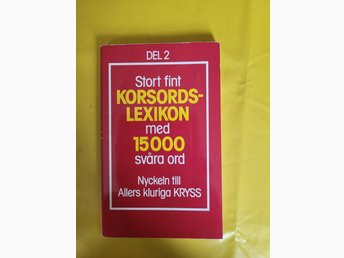 DEL 2
Stort fint
KORSORDS-
LEXIKON
med
15000
svåra ord
Nyckeln till
Allers kluriga KRYSS